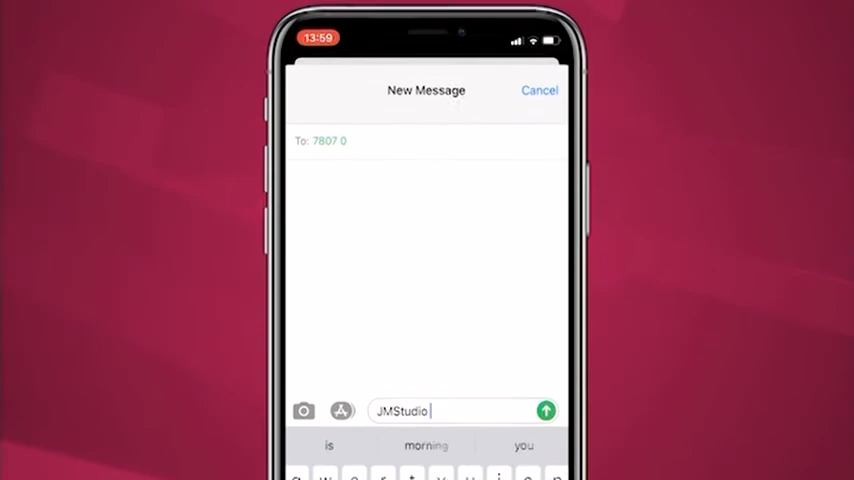 13:59
New Message
Cancel
To: 7807 0
JMStudio
is
morning
you